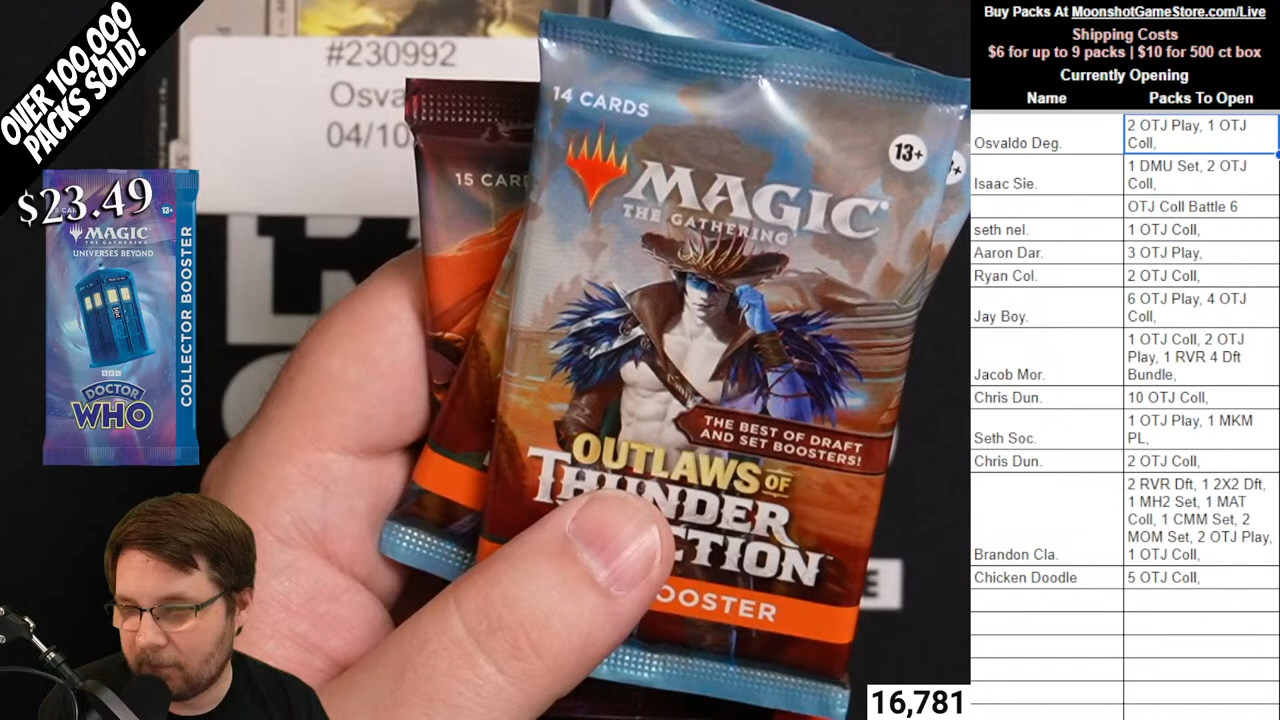 OVER 100,000
PACKS SOLD!
$23.49
13+
MAGIC
THE GATHERING
UNIVERSES BEYOND
COLLECTOR BOOSTER
BBC
DOCTOR
WHO
#230992
Osva
04/10
15 CAR
14 CARDS
13+
MAGIC
THE GATHERING
THE BEST OF DRAFT
AND SET BOOSTERS!
OUTLAWS OF
THUNDER
CTION
OOSTER
E
16,781
Buy Packs At MoonshotGameStore.com/Live
Shipping Costs
$6 for up to 9 packs | $10 for 500 ct box
Currently Opening
Name Packs To Open
Osvaldo Deg. 2 OTJ Play, 1 OTJ
Coll,
Isaac Sie. 1 DMU Set, 2 OTJ
Coll,
OTJ Coll Battle 6
seth nel. 1 OTJ Coll,
Aaron Dar. 3 OTJ Play,
Ryan Col. 2 OTJ Coll,
Jay Boy. 6 OTJ Play, 4 OTJ
Coll,
Jacob Mor. 1 OTJ Coll, 2 OTJ
Play, 1 RVR 4 Dft
Bundle,
Chris Dun. 10 OTJ Coll,
Seth Soc. 1 OTJ Play, 1 MKM
PL,
Chris Dun. 2 OTJ Coll,
Brandon Cla. 2 RVR Dft, 1 2X2 Dft,
1 MH2 Set, 1 MAT
Coll, 1 CMM Set, 2
MOM Set, 2 OTJ Play,
1 OTJ Coll,
Chicken Doodle 5 OTJ Coll,